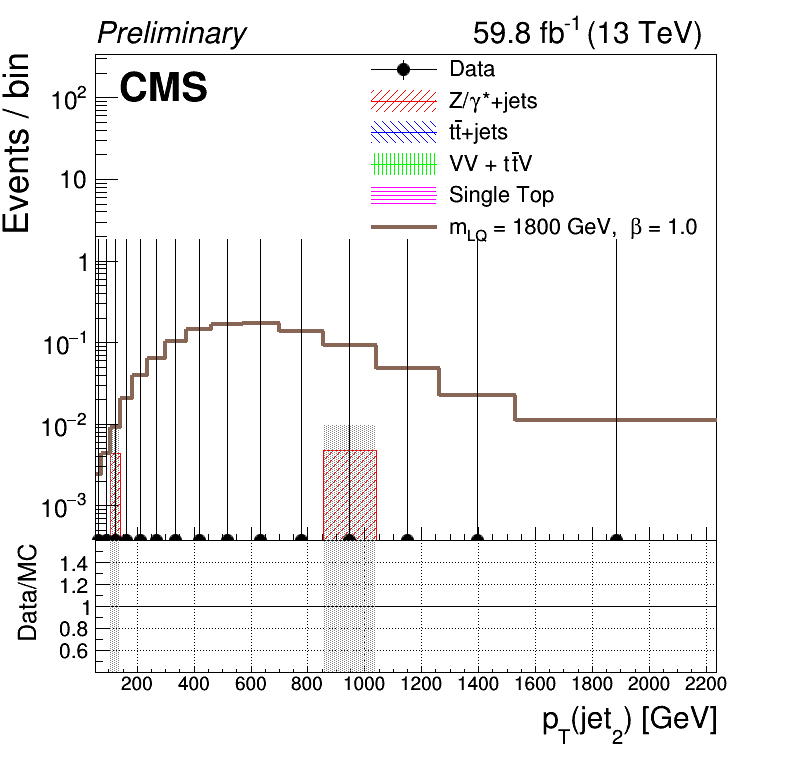 Preliminary 59.8 fb⁻¹ (13 TeV)
CMS
Data
Z/γ*+jets
tt̄+jets
VV + tt̄V
Single Top
m_LQ = 1800 GeV, β = 1.0
Events / bin
10²
10
1
10⁻¹
10⁻²
10⁻³
Data/MC
1.4
1.2
1
0.8
0.6
200 400 600 800 1000 1200 1400 1600 1800 2000 2200
p_T(jet_2) [GeV]